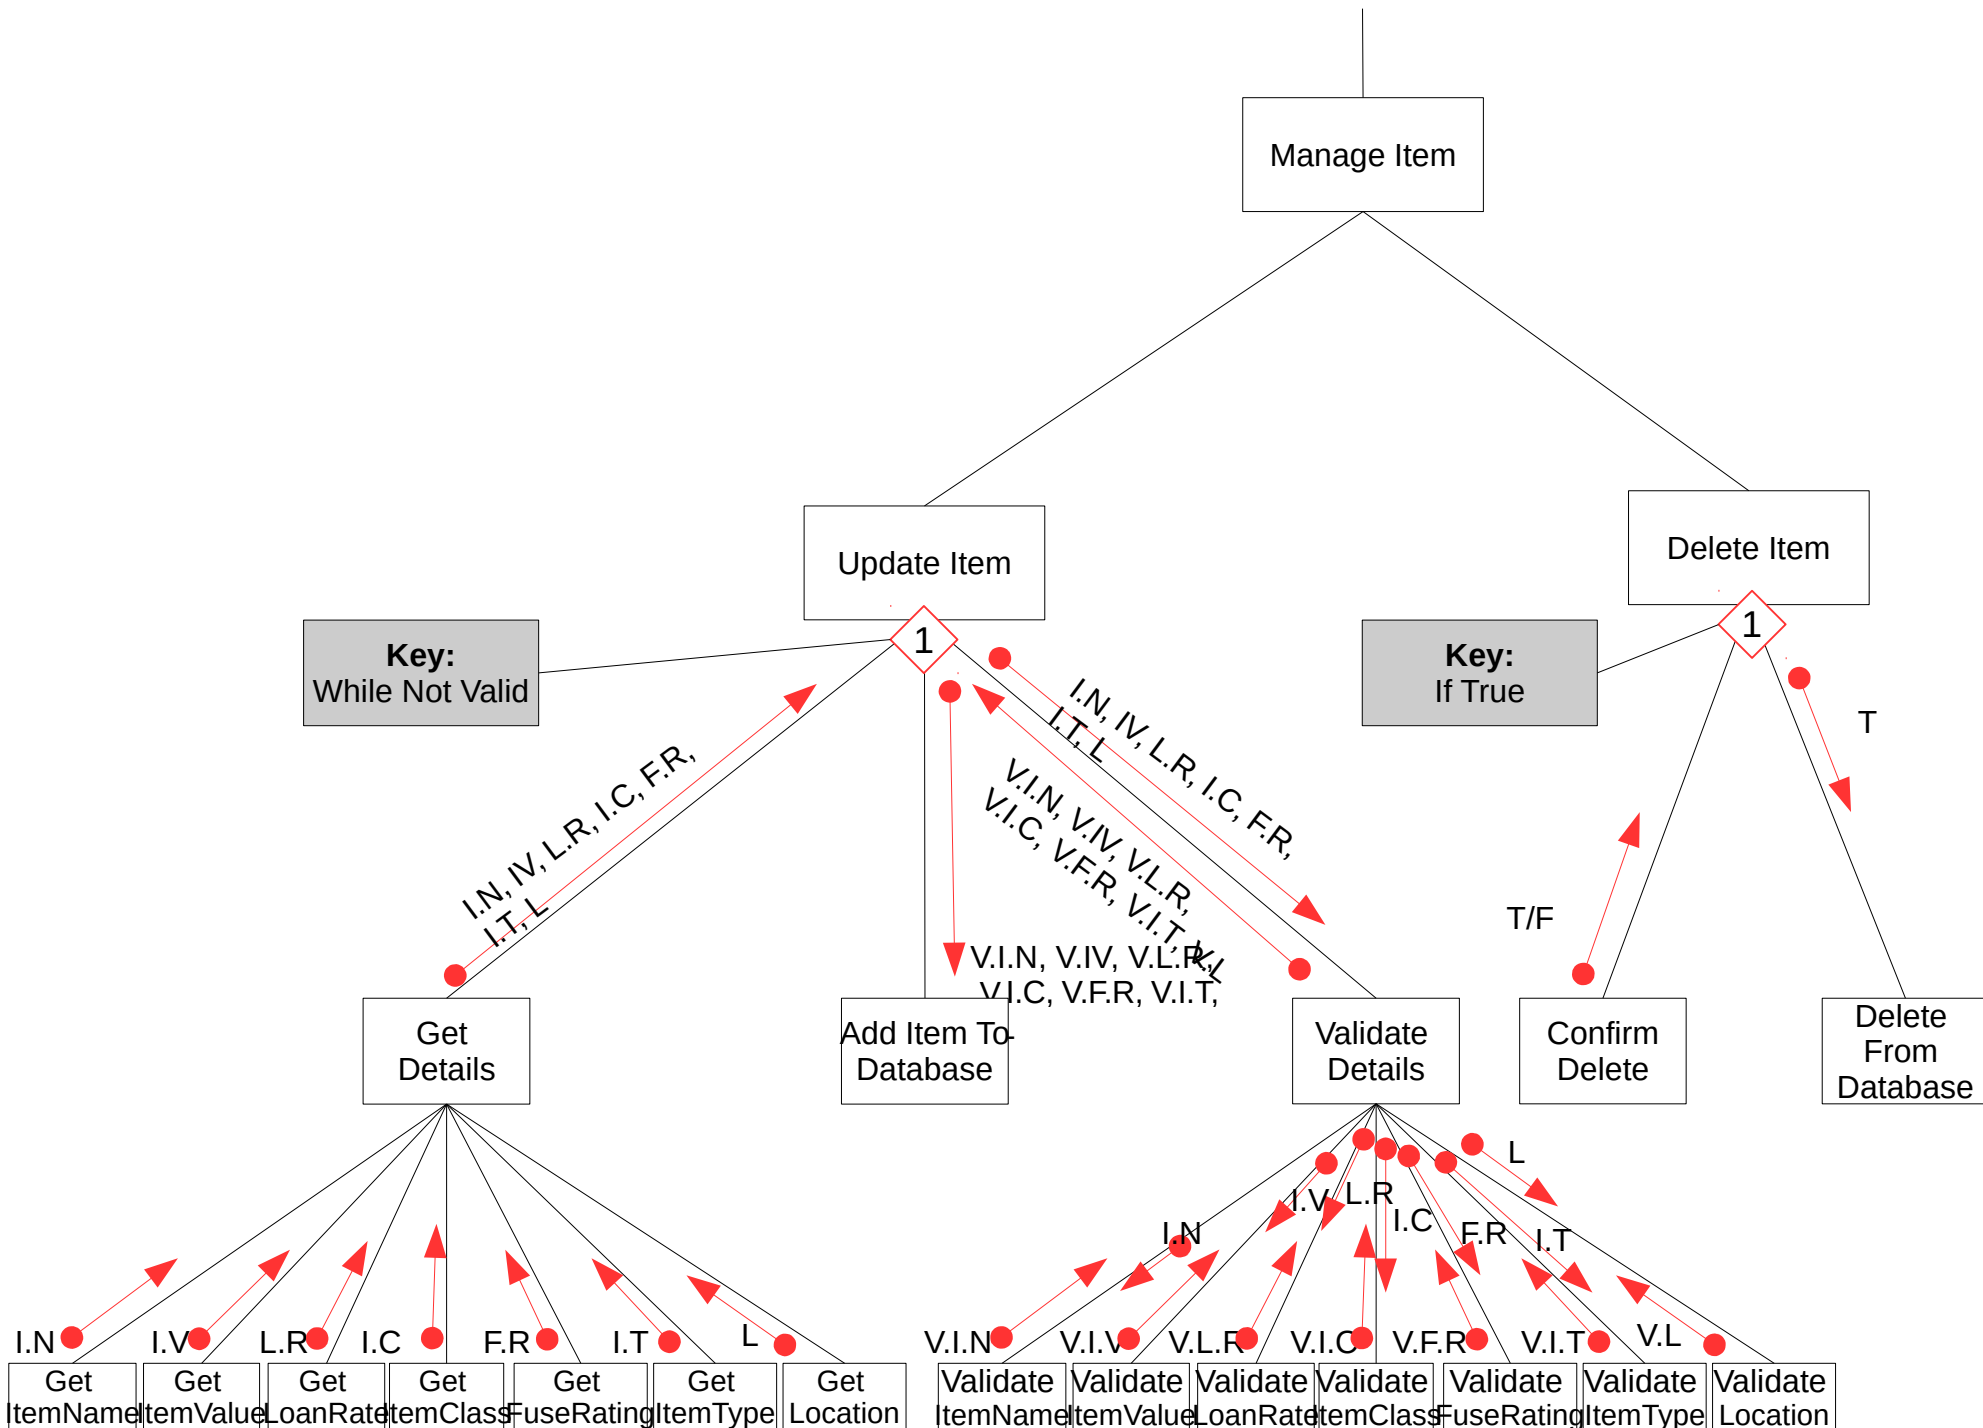 Manage Item
Update Item
Delete Item
1
1
Key:
While Not Valid
Key:
If True
I.N, IV, L.R, I.C, F.R,
I.T, L
I.N, IV, L.R, I.C, F.R,
I.T, L
V.I.N, V.IV, V.L.R,
V.I.C, V.F.R, V.I.T, V.L
V.I.N, V.IV, V.L.R,
V.I.C, V.F.R, V.I.T,
T
T/F
Get
Details
Add Item To
Database
Validate
Details
Confirm
Delete
Delete
From
Database
I.N
I.V
L.R
I.C
F.R
I.T
L
I.N
I.V
L.R
I.C
F.R
I.T
L
V.I.N
V.I.V
V.L.R
V.I.C
V.F.R
V.I.T
V.L
Get
ItemName
Get
ItemValue
Get
LoanRate
Get
ItemClass
Get
FuseRating
Get
ItemType
Get
Location
Validate
ItemName
Validate
ItemValue
Validate
LoanRate
Validate
ItemClass
Validate
FuseRating
Validate
ItemType
Validate
Location